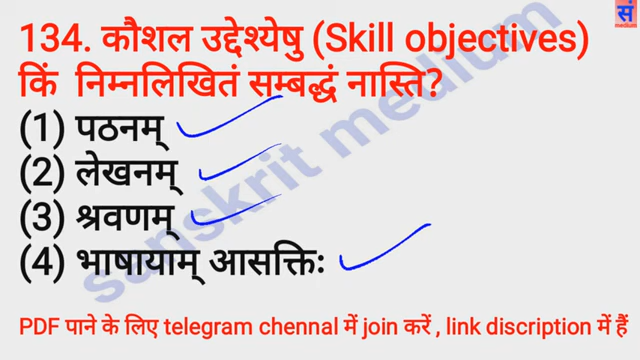 सं
medium
134. कौशल उद्देश्येषु (Skill objectives)
किं निम्नलिखितं सम्बद्धं नास्ति?
(1) पठनम्
(2) लेखनम्
(3) श्रवणम्
(4) भाषायाम् आसक्तिः
sanskrit medium
PDF पाने के लिए telegram chennal में join करें , link discription में हैं